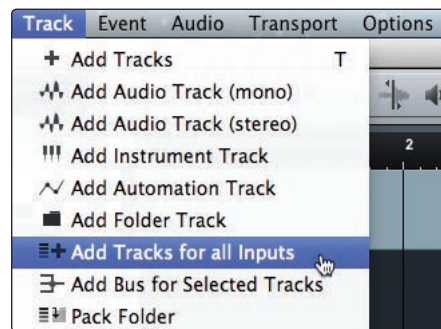 Track Event Audio Transport Options
Add Tracks T
Add Audio Track (mono)
Add Audio Track (stereo)
Add Instrument Track
2
Add Automation Track
Add Folder Track
Add Tracks for all Inputs
Add Bus for Selected Tracks
Pack Folder